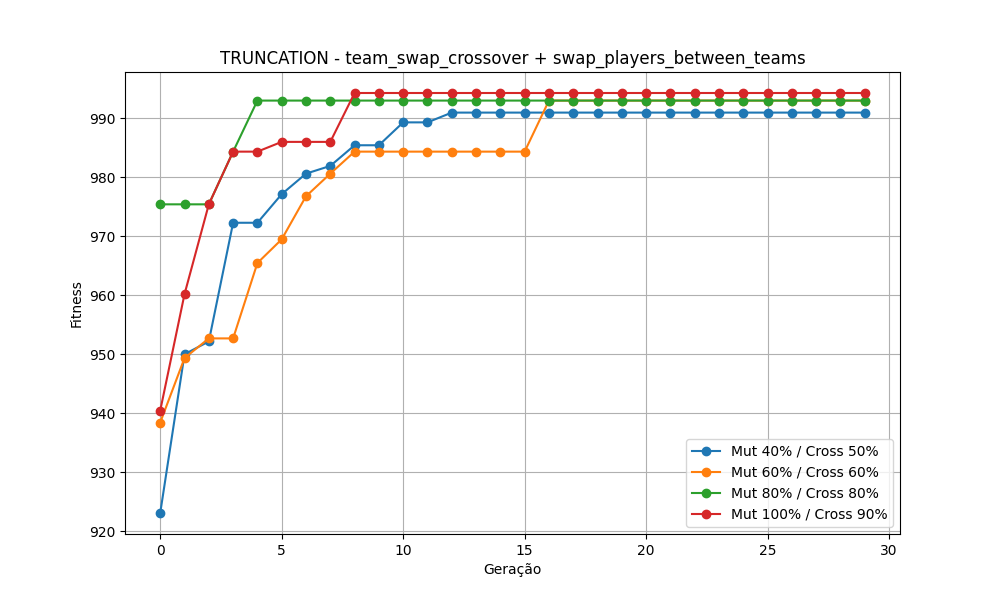 TRUNCATION - team_swap_crossover + swap_players_between_teams
Fitness
990
980
970
960
950
940
930
920
0 5 10 15 20 25 30
Geração
Mut 40% / Cross 50%
Mut 60% / Cross 60%
Mut 80% / Cross 80%
Mut 100% / Cross 90%